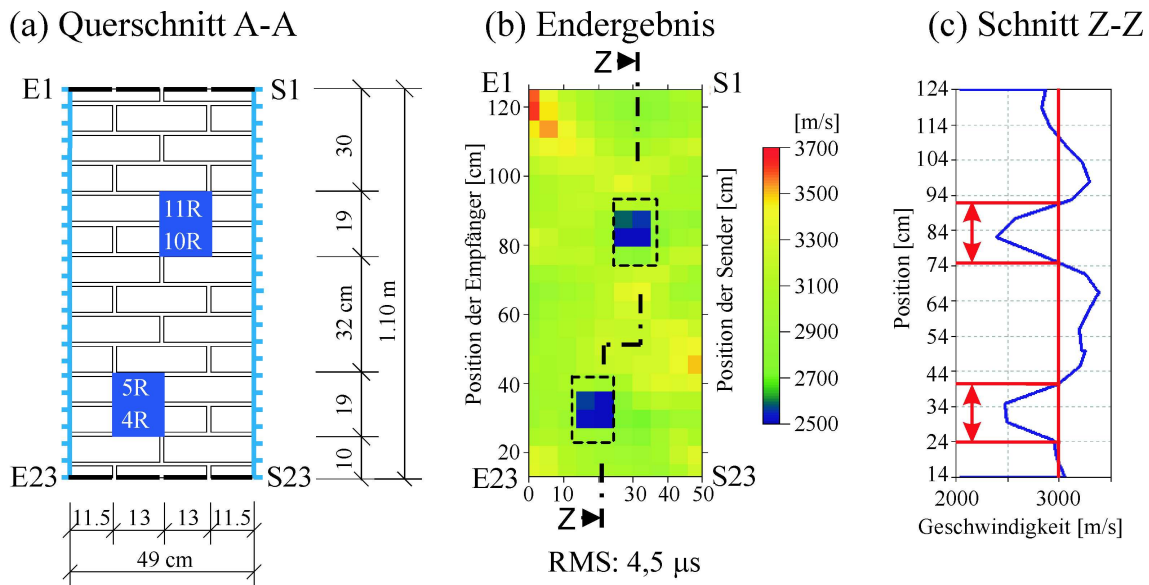 (a) Querschnitt A-A
E1
S1
11R
10R
5R
4R
E23
S23
30
19
32 cm
19
10
1.10 m
11.5 13 13 11.5
49 cm
(b) Endergebnis
Z
E1
S1
Position der Empfänger [cm]
120
100
80
60
40
20
E23
S23
0 10 20 30 40 50
Z
Position der Sender [cm]
RMS: 4,5 µs
[m/s]
3700
3500
3300
3100
2900
2700
2500
(c) Schnitt Z-Z
Position [cm]
124
114
104
94
84
74
64
54
44
34
24
14
2000 3000
Geschwindigkeit [m/s]